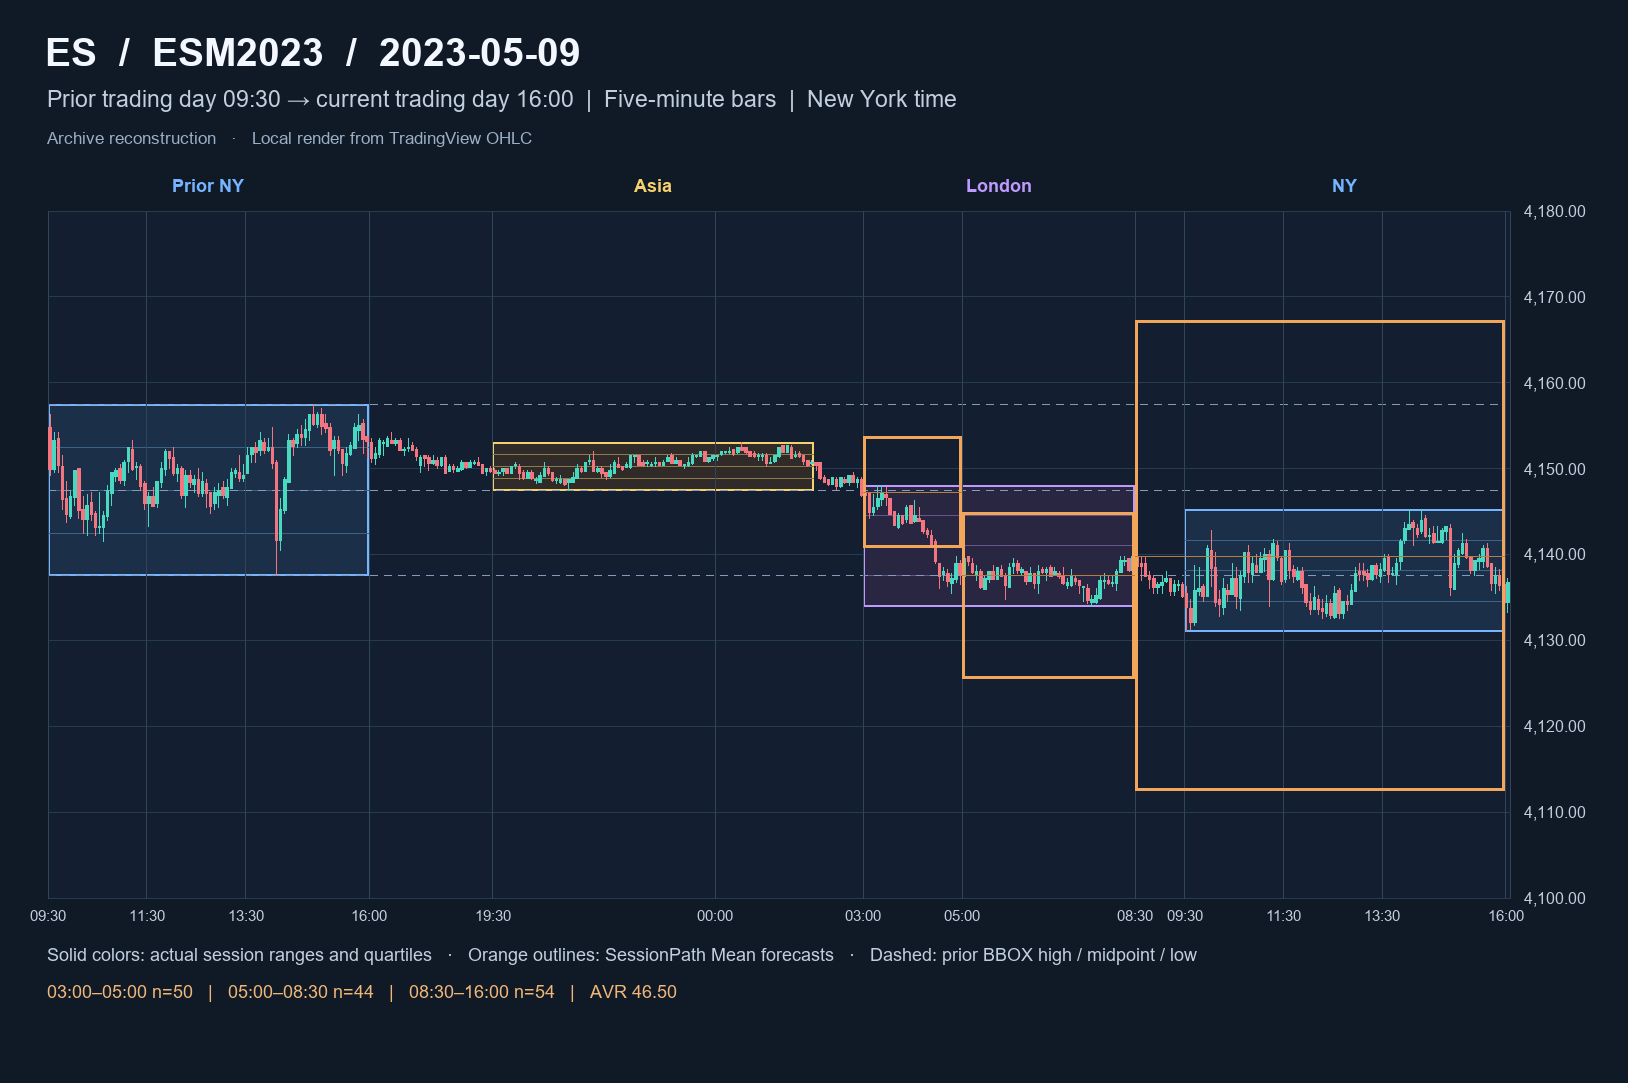 ES / ESM2023 / 2023-05-09
Prior trading day 09:30 → current trading day 16:00 | Five-minute bars | New York time
Archive reconstruction · Local render from TradingView OHLC
Prior NY Asia London NY
4,180.00
4,170.00
4,160.00
4,150.00
4,140.00
4,130.00
4,120.00
4,110.00
4,100.00
09:30 11:30 13:30 16:00 19:30 00:00 03:00 05:00 08:30 09:30 11:30 13:30 16:00
Solid colors: actual session ranges and quartiles · Orange outlines: SessionPath Mean forecasts · Dashed: prior BBOX high / midpoint / low
03:00–05:00 n=50 | 05:00–08:30 n=44 | 08:30–16:00 n=54 | AVR 46.50